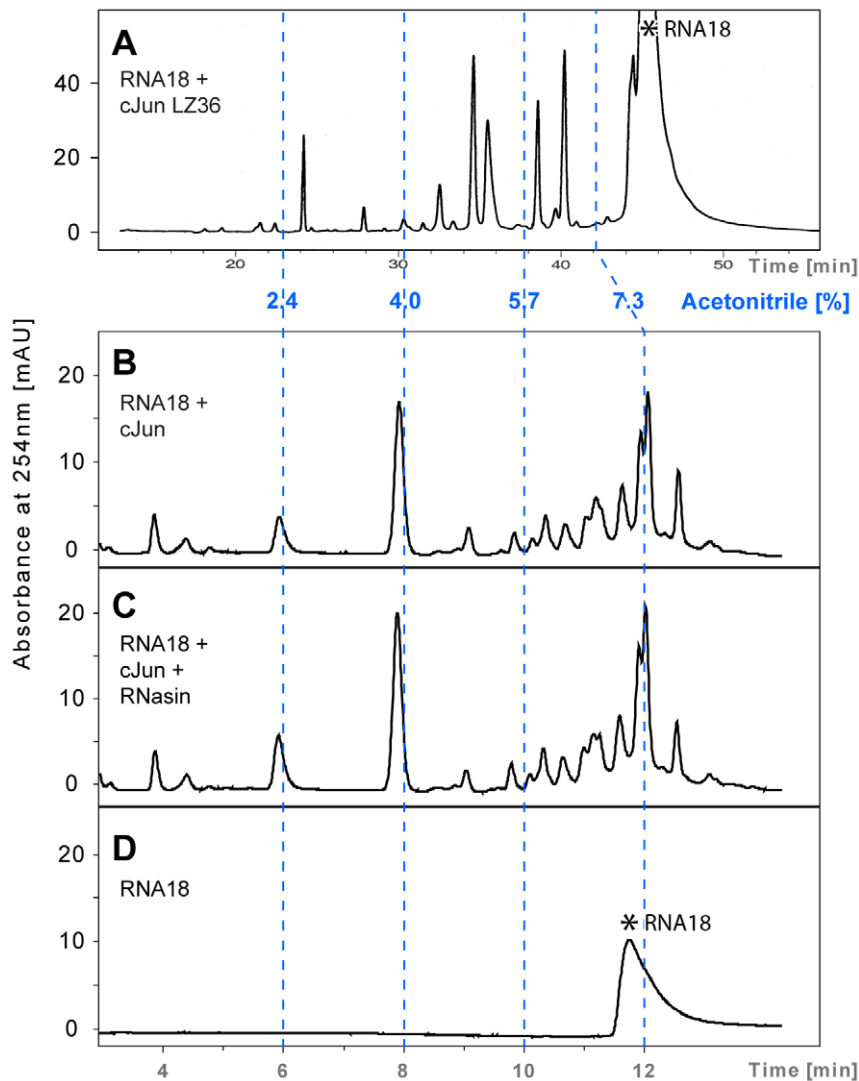 A
RNA18 +
cJun LZ36
* RNA18
40
20
0
20
30
40
50
Time [min]
2.4
4.0
5.7
7.3
Acetonitrile [%]
Absorbance at 254nm [mAU]
B
RNA18 +
cJun
20
10
0
C
RNA18 +
cJun +
RNasin
20
10
0
D
RNA18
* RNA18
20
10
0
4
6
8
10
12
Time [min]